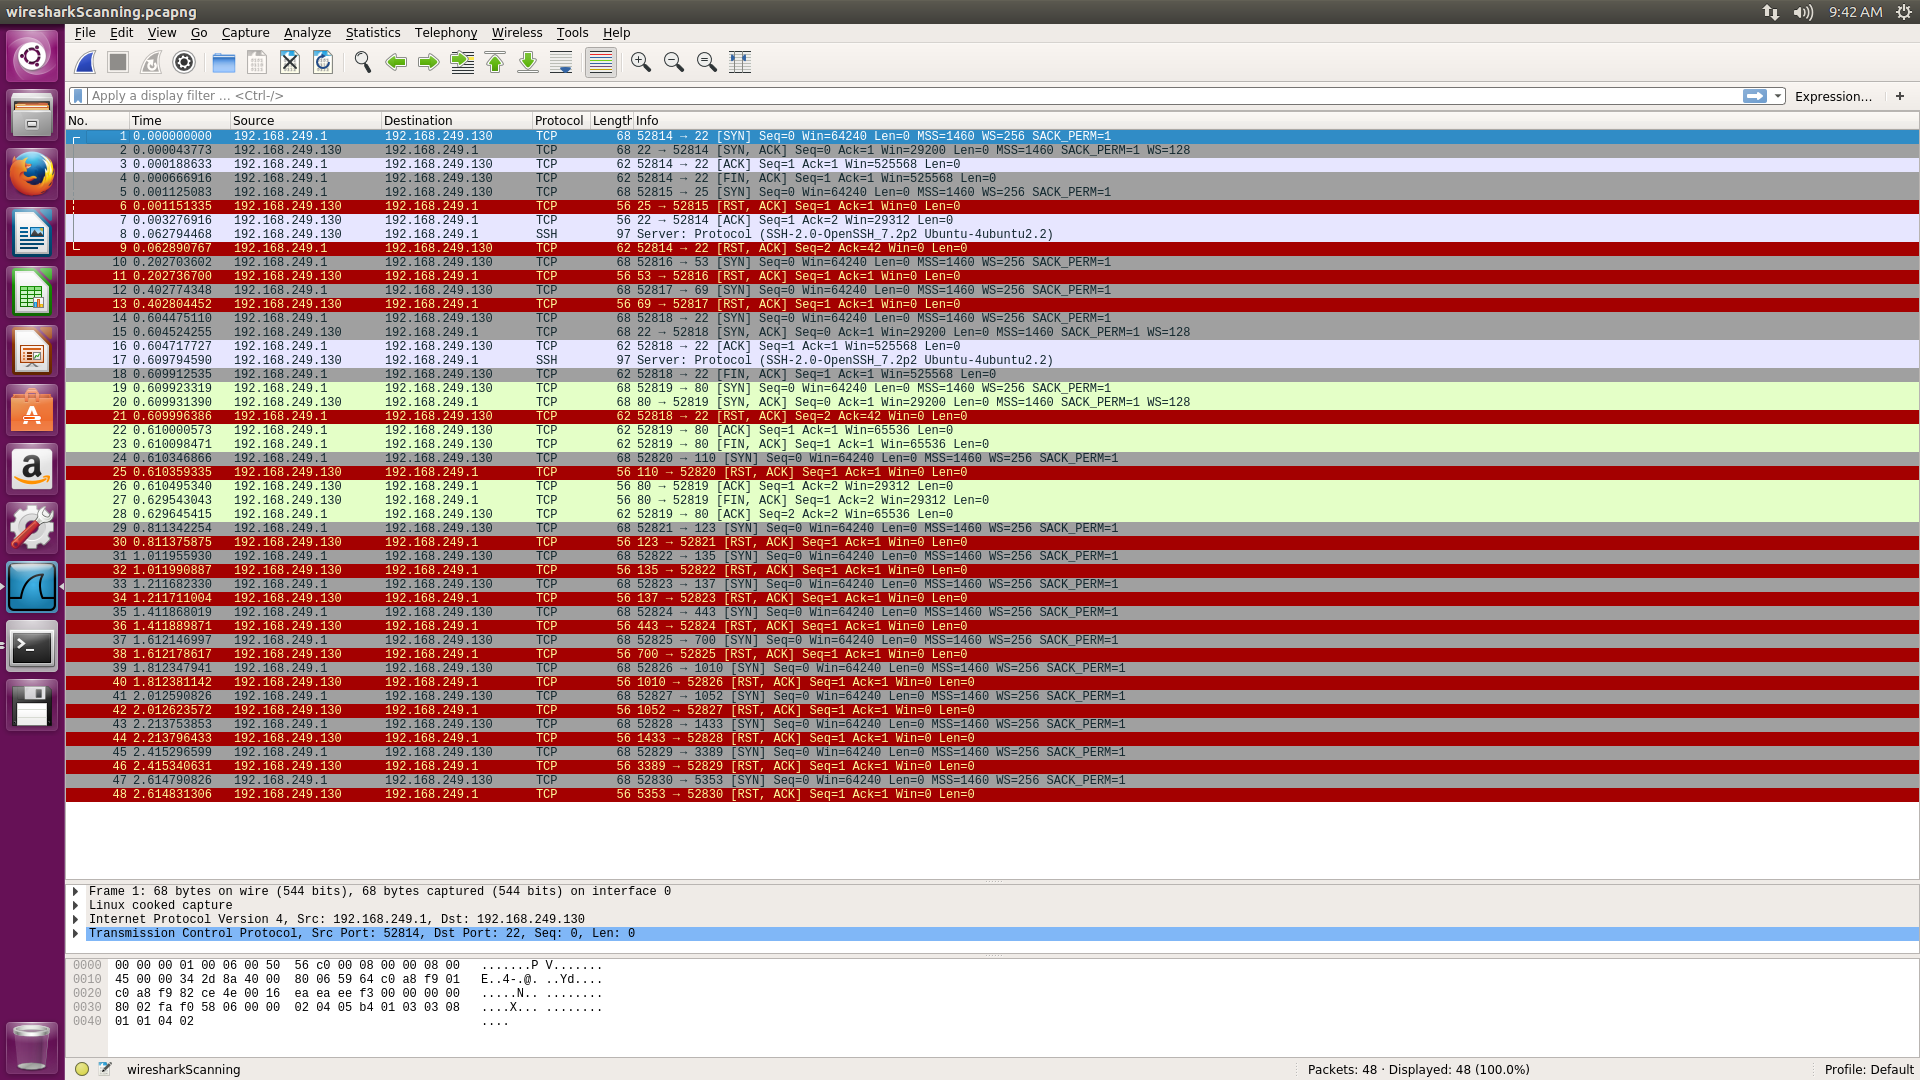 wiresharkScanning.pcapng 9:42 AM
File Edit View Go Capture Analyze Statistics Telephony Wireless Tools Help
Apply a display filter ... <Ctrl-/> Expression... +
No. Time Source Destination Protocol Length Info
1 0.000000000 192.168.249.1 192.168.249.130 TCP 68 52814 → 22 [SYN] Seq=0 Win=64240 Len=0 MSS=1460 WS=256 SACK_PERM=1
2 0.000043773 192.168.249.130 192.168.249.1 TCP 68 22 → 52814 [SYN, ACK] Seq=0 Ack=1 Win=29200 Len=0 MSS=1460 SACK_PERM=1 WS=128
3 0.000188633 192.168.249.1 192.168.249.130 TCP 62 52814 → 22 [ACK] Seq=1 Ack=1 Win=525568 Len=0
4 0.000666916 192.168.249.1 192.168.249.130 TCP 62 52814 → 22 [FIN, ACK] Seq=1 Ack=1 Win=525568 Len=0
5 0.001125083 192.168.249.1 192.168.249.130 TCP 68 52815 → 25 [SYN] Seq=0 Win=64240 Len=0 MSS=1460 WS=256 SACK_PERM=1
6 0.001151335 192.168.249.130 192.168.249.1 TCP 56 25 → 52815 [RST, ACK] Seq=1 Ack=1 Win=0 Len=0
7 0.003276916 192.168.249.130 192.168.249.1 TCP 56 22 → 52814 [ACK] Seq=1 Ack=2 Win=29312 Len=0
8 0.062794468 192.168.249.130 192.168.249.1 SSH 97 Server: Protocol (SSH-2.0-OpenSSH_7.2p2 Ubuntu-4ubuntu2.2)
9 0.062890767 192.168.249.1 192.168.249.130 TCP 62 52814 → 22 [RST, ACK] Seq=2 Ack=42 Win=0 Len=0
10 0.202703602 192.168.249.1 192.168.249.130 TCP 68 52816 → 53 [SYN] Seq=0 Win=64240 Len=0 MSS=1460 WS=256 SACK_PERM=1
11 0.202736700 192.168.249.130 192.168.249.1 TCP 56 53 → 52816 [RST, ACK] Seq=1 Ack=1 Win=0 Len=0
12 0.402774348 192.168.249.1 192.168.249.130 TCP 68 52817 → 69 [SYN] Seq=0 Win=64240 Len=0 MSS=1460 WS=256 SACK_PERM=1
13 0.402804452 192.168.249.130 192.168.249.1 TCP 56 69 → 52817 [RST, ACK] Seq=1 Ack=1 Win=0 Len=0
14 0.604475110 192.168.249.1 192.168.249.130 TCP 68 52818 → 22 [SYN] Seq=0 Win=64240 Len=0 MSS=1460 WS=256 SACK_PERM=1
15 0.604524255 192.168.249.130 192.168.249.1 TCP 68 22 → 52818 [SYN, ACK] Seq=0 Ack=1 Win=29200 Len=0 MSS=1460 SACK_PERM=1 WS=128
16 0.604717727 192.168.249.1 192.168.249.130 TCP 62 52818 → 22 [ACK] Seq=1 Ack=1 Win=525568 Len=0
17 0.609794590 192.168.249.130 192.168.249.1 SSH 97 Server: Protocol (SSH-2.0-OpenSSH_7.2p2 Ubuntu-4ubuntu2.2)
18 0.609912535 192.168.249.1 192.168.249.130 TCP 62 52818 → 22 [FIN, ACK] Seq=1 Ack=1 Win=525568 Len=0
19 0.609923319 192.168.249.1 192.168.249.130 TCP 68 52819 → 80 [SYN] Seq=0 Win=64240 Len=0 MSS=1460 WS=256 SACK_PERM=1
20 0.609931390 192.168.249.130 192.168.249.1 TCP 68 80 → 52819 [SYN, ACK] Seq=0 Ack=1 Win=29200 Len=0 MSS=1460 SACK_PERM=1 WS=128
21 0.609996386 192.168.249.1 192.168.249.130 TCP 62 52818 → 22 [RST, ACK] Seq=2 Ack=42 Win=0 Len=0
22 0.610000573 192.168.249.1 192.168.249.130 TCP 62 52819 → 80 [ACK] Seq=1 Ack=1 Win=65536 Len=0
23 0.610098471 192.168.249.1 192.168.249.130 TCP 62 52819 → 80 [FIN, ACK] Seq=1 Ack=1 Win=65536 Len=0
24 0.610346866 192.168.249.1 192.168.249.130 TCP 68 52820 → 110 [SYN] Seq=0 Win=64240 Len=0 MSS=1460 WS=256 SACK_PERM=1
25 0.610359335 192.168.249.130 192.168.249.1 TCP 56 110 → 52820 [RST, ACK] Seq=1 Ack=1 Win=0 Len=0
26 0.610495340 192.168.249.130 192.168.249.1 TCP 56 80 → 52819 [ACK] Seq=1 Ack=2 Win=29312 Len=0
27 0.629543043 192.168.249.130 192.168.249.1 TCP 56 80 → 52819 [FIN, ACK] Seq=1 Ack=2 Win=29312 Len=0
28 0.629645415 192.168.249.1 192.168.249.130 TCP 62 52819 → 80 [ACK] Seq=2 Ack=2 Win=65536 Len=0
29 0.811342254 192.168.249.1 192.168.249.130 TCP 68 52821 → 123 [SYN] Seq=0 Win=64240 Len=0 MSS=1460 WS=256 SACK_PERM=1
30 0.811375875 192.168.249.130 192.168.249.1 TCP 56 123 → 52821 [RST, ACK] Seq=1 Ack=1 Win=0 Len=0
31 1.011955930 192.168.249.1 192.168.249.130 TCP 68 52822 → 135 [SYN] Seq=0 Win=64240 Len=0 MSS=1460 WS=256 SACK_PERM=1
32 1.011990887 192.168.249.130 192.168.249.1 TCP 56 135 → 52822 [RST, ACK] Seq=1 Ack=1 Win=0 Len=0
33 1.211682330 192.168.249.1 192.168.249.130 TCP 68 52823 → 137 [SYN] Seq=0 Win=64240 Len=0 MSS=1460 WS=256 SACK_PERM=1
34 1.211711004 192.168.249.130 192.168.249.1 TCP 56 137 → 52823 [RST, ACK] Seq=1 Ack=1 Win=0 Len=0
35 1.411868019 192.168.249.1 192.168.249.130 TCP 68 52824 → 443 [SYN] Seq=0 Win=64240 Len=0 MSS=1460 WS=256 SACK_PERM=1
36 1.411889871 192.168.249.130 192.168.249.1 TCP 56 443 → 52824 [RST, ACK] Seq=1 Ack=1 Win=0 Len=0
37 1.612146997 192.168.249.1 192.168.249.130 TCP 68 52825 → 700 [SYN] Seq=0 Win=64240 Len=0 MSS=1460 WS=256 SACK_PERM=1
38 1.612178617 192.168.249.130 192.168.249.1 TCP 56 700 → 52825 [RST, ACK] Seq=1 Ack=1 Win=0 Len=0
39 1.812347941 192.168.249.1 192.168.249.130 TCP 68 52826 → 1010 [SYN] Seq=0 Win=64240 Len=0 MSS=1460 WS=256 SACK_PERM=1
40 1.812381142 192.168.249.130 192.168.249.1 TCP 56 1010 → 52826 [RST, ACK] Seq=1 Ack=1 Win=0 Len=0
41 2.012590826 192.168.249.1 192.168.249.130 TCP 68 52827 → 1052 [SYN] Seq=0 Win=64240 Len=0 MSS=1460 WS=256 SACK_PERM=1
42 2.012623572 192.168.249.130 192.168.249.1 TCP 56 1052 → 52827 [RST, ACK] Seq=1 Ack=1 Win=0 Len=0
43 2.213753853 192.168.249.1 192.168.249.130 TCP 68 52828 → 1433 [SYN] Seq=0 Win=64240 Len=0 MSS=1460 WS=256 SACK_PERM=1
44 2.213796433 192.168.249.130 192.168.249.1 TCP 56 1433 → 52828 [RST, ACK] Seq=1 Ack=1 Win=0 Len=0
45 2.415296599 192.168.249.1 192.168.249.130 TCP 68 52829 → 3389 [SYN] Seq=0 Win=64240 Len=0 MSS=1460 WS=256 SACK_PERM=1
46 2.415340631 192.168.249.130 192.168.249.1 TCP 56 3389 → 52829 [RST, ACK] Seq=1 Ack=1 Win=0 Len=0
47 2.614790826 192.168.249.1 192.168.249.130 TCP 68 52830 → 5353 [SYN] Seq=0 Win=64240 Len=0 MSS=1460 WS=256 SACK_PERM=1
48 2.614831306 192.168.249.130 192.168.249.1 TCP 56 5353 → 52830 [RST, ACK] Seq=1 Ack=1 Win=0 Len=0
Frame 1: 68 bytes on wire (544 bits), 68 bytes captured (544 bits) on interface 0
Linux cooked capture
Internet Protocol Version 4, Src: 192.168.249.1, Dst: 192.168.249.130
Transmission Control Protocol, Src Port: 52814, Dst Port: 22, Seq: 0, Len: 0
0000 00 00 00 01 00 06 00 50 56 c0 00 08 00 00 08 00 .......P V.......
0010 45 00 00 34 2d 8a 40 00 80 06 59 64 c0 a8 f9 01 E..4-.@. ..Yd....
0020 c0 a8 f9 82 ce 4e 00 16 ea ea ee f3 00 00 00 00 .....N.. ........
0030 80 02 fa f0 58 06 00 00 02 04 05 b4 01 03 03 08 ....X... ........
0040 01 01 04 02 ....
wiresharkScanning Packets: 48 · Displayed: 48 (100.0%) Profile: Default